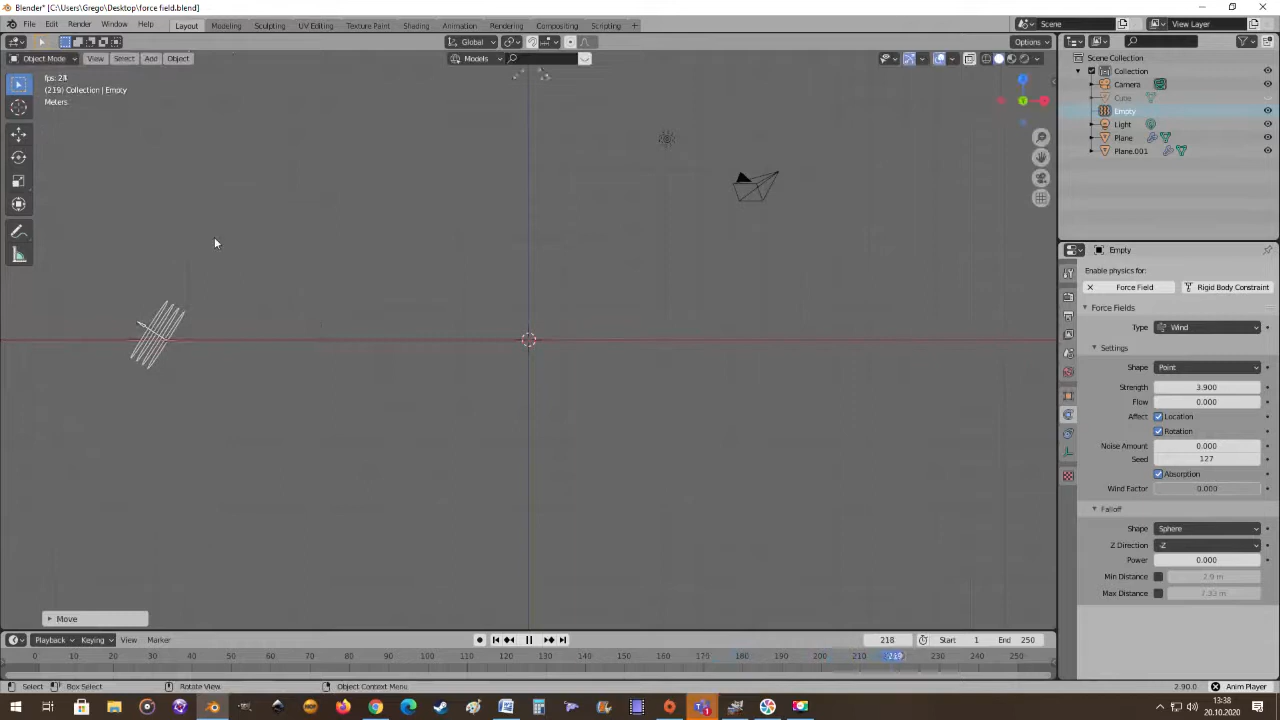 Blender* [C:\Users\Grego\Desktop\force field.blend]
File Edit Render Window Help Layout Modeling Sculpting UV Editing Texture Paint Shading Animation Rendering Compositing Scripting + Scene View Layer
Global Options
Object Mode View Select Add Object Models
Scene Collection
Collection
Camera
Cube
Empty
Light
Plane
Plane.001
fps: 24
(219) Collection | Empty
Meters
Empty
Enable physics for:
Force Field Rigid Body Constraint
Force Fields
Type Wind
Settings
Shape Point
Strength 3.900
Flow 0.000
Affect Location
Rotation
Noise Amount 0.000
Seed 127
Absorption
Wind Factor 0.000
Falloff
Shape Sphere
Z Direction -Z
Power 0.000
Min Distance 2.9 m
Max Distance 7.33 m
Move
Playback Keying View Marker 218 Start 1 End 250
0 10 20 30 40 50 60 70 80 90 100 110 120 130 140 150 160 170 180 190 200 210 219 230 240 250
Select Box Select Rotate View Object Context Menu 2.90.0 Anim Player
13:38
20.10.2020